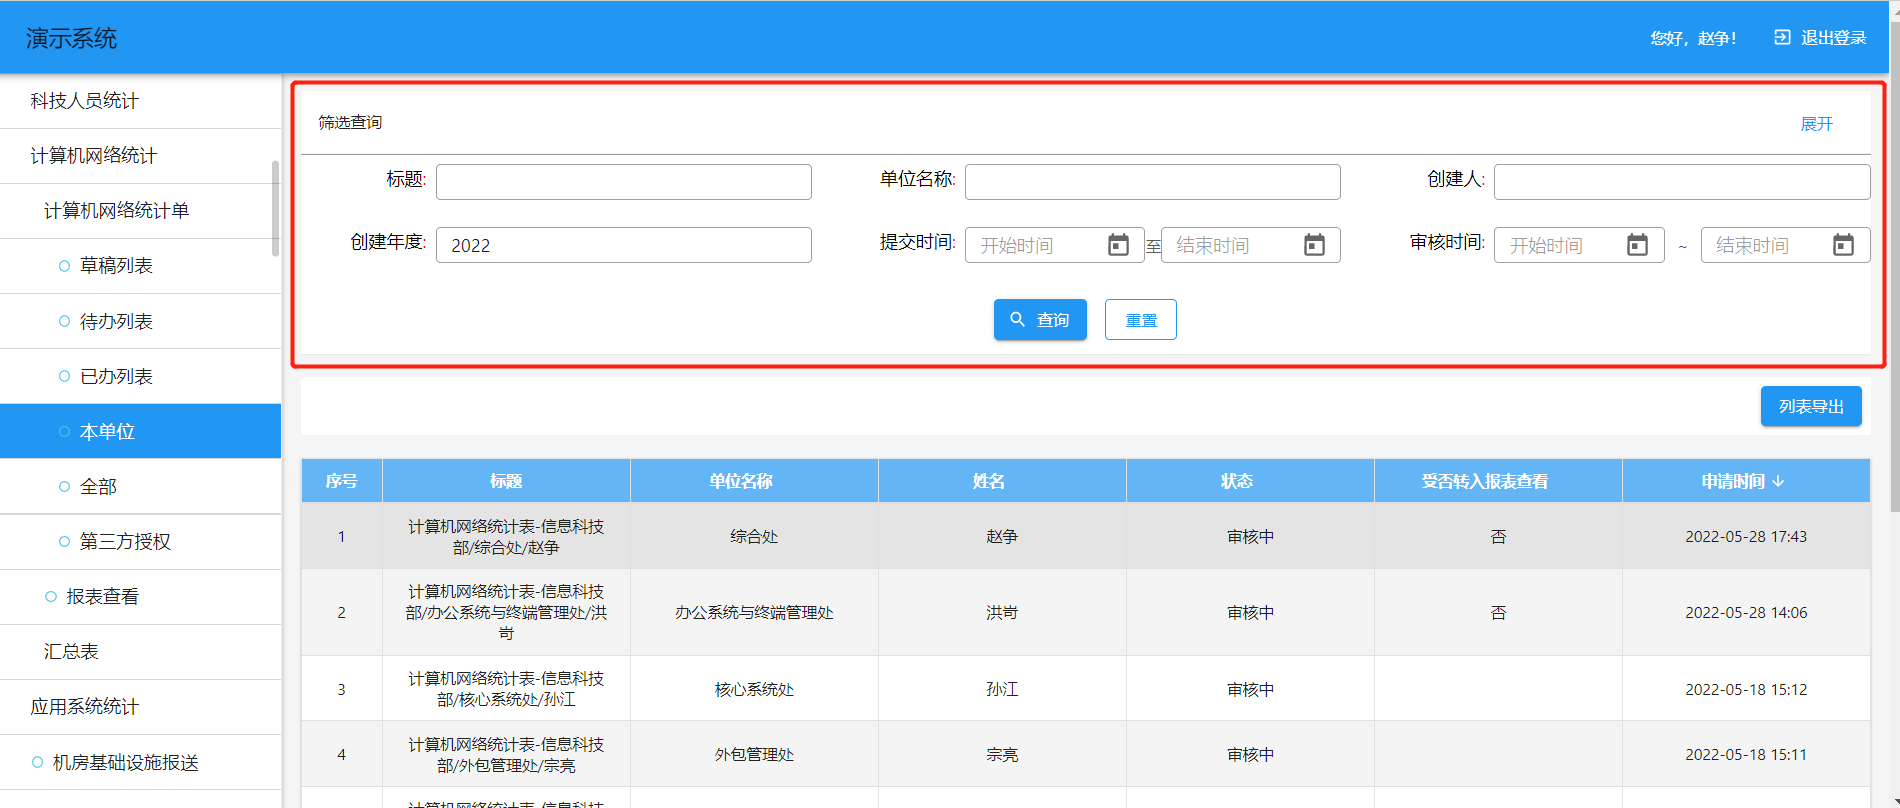 演示系统
您好，赵争！
退出登录
科技人员统计
计算机网络统计
计算机网络统计单
草稿列表
待办列表
已办列表
本单位
全部
第三方授权
报表查看
汇总表
应用系统统计
机房基础设施报送
筛选查询
展开
标题:
单位名称:
创建人:
创建年度: 2022
提交时间: 开始时间 至 结束时间
审核时间: 开始时间 ~ 结束时间
查询
重置
列表导出
序号 标题 单位名称 姓名 状态 受否转入报表查看 申请时间
1 计算机网络统计表-信息科技
部/综合处/赵争 综合处 赵争 审核中 否 2022-05-28 17:43
2 计算机网络统计表-信息科技
部/办公系统与终端管理处/洪
岢 办公系统与终端管理处 洪岢 审核中 否 2022-05-28 14:06
3 计算机网络统计表-信息科技
部/核心系统处/孙江 核心系统处 孙江 审核中 2022-05-18 15:12
4 计算机网络统计表-信息科技
部/外包管理处/宗亮 外包管理处 宗亮 审核中 2022-05-18 15:11
计算机网络统计表-信息科技